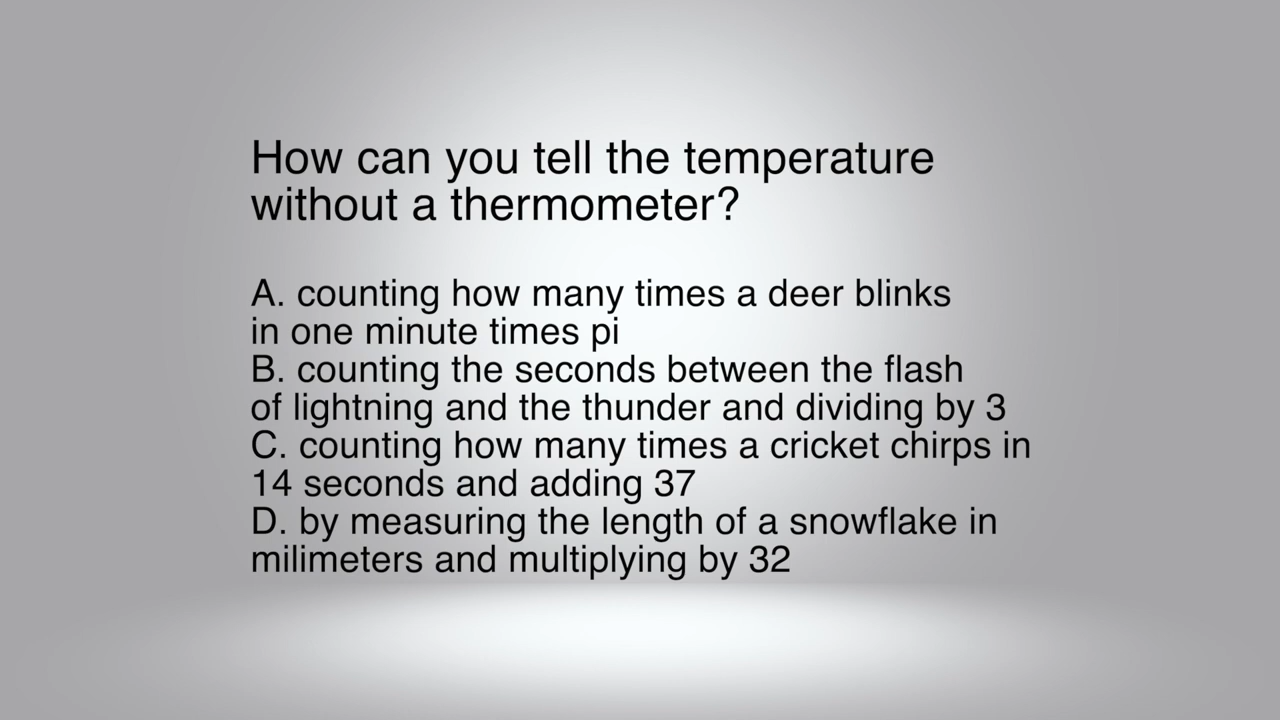 How can you tell the temperature
without a thermometer?
A. counting how many times a deer blinks
in one minute times pi
B. counting the seconds between the flash
of lightning and the thunder and dividing by 3
C. counting how many times a cricket chirps in
14 seconds and adding 37
D. by measuring the length of a snowflake in
milimeters and multiplying by 32